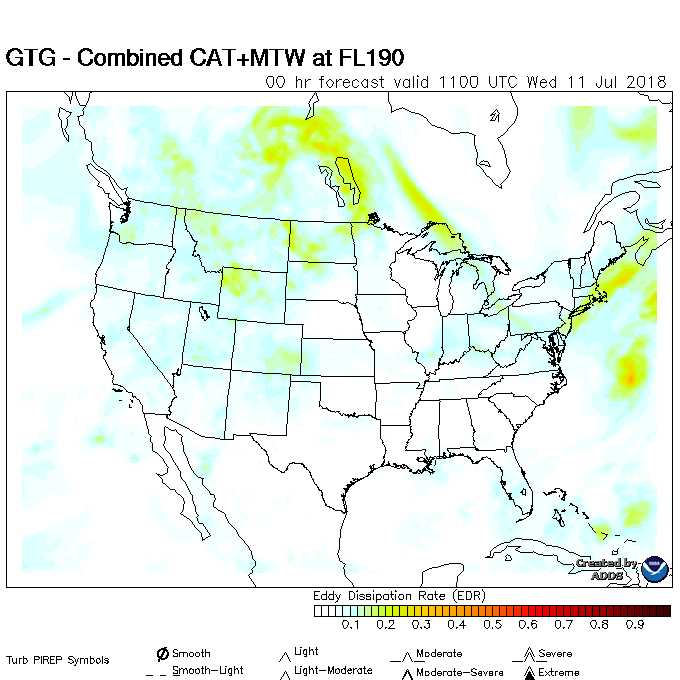 GTG - Combined CAT+MTW at FL190
00 hr forecast valid 1100 UTC Wed 11 Jul 2018
Created by
ADDS
Eddy Dissipation Rate (EDR)
0.1 0.2 0.3 0.4 0.5 0.6 0.7 0.8 0.9
Turb PIREP Symbols
Smooth Light Moderate Severe
Smooth-Light Light-Moderate Moderate-Severe Extreme